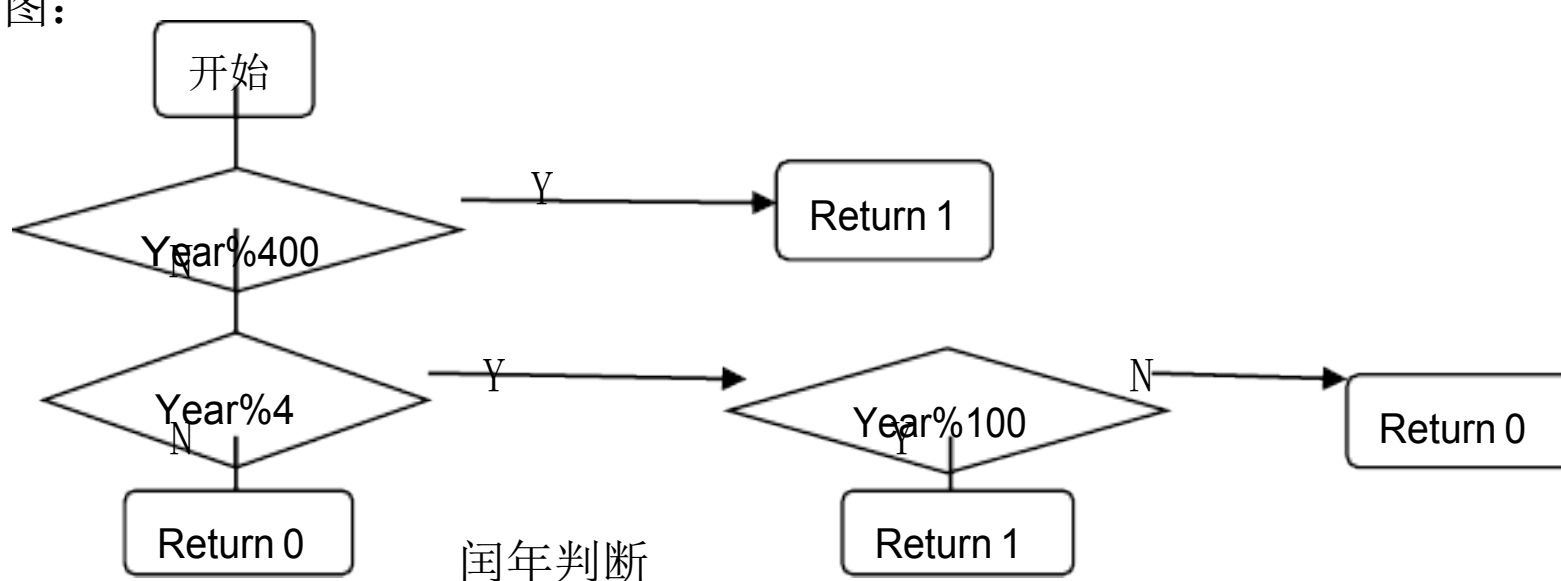 图：
开始
Y
Return 1
Year%400
N
Y
N
Year%4
N
Year%100
Y
Return 0
Return 0
闰年判断
Return 1